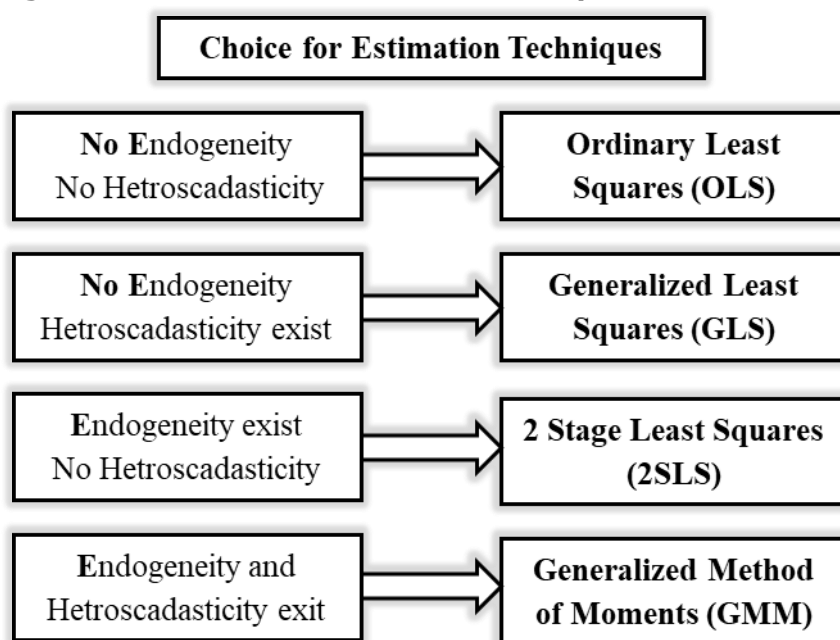 Choice for Estimation Techniques
No Endogeneity
No Hetroscadasticity
Ordinary Least
Squares (OLS)
No Endogeneity
Hetroscadasticity exist
Generalized Least
Squares (GLS)
Endogeneity exist
No Hetroscadasticity
2 Stage Least Squares
(2SLS)
Endogeneity and
Hetroscadasticity exit
Generalized Method
of Moments (GMM)